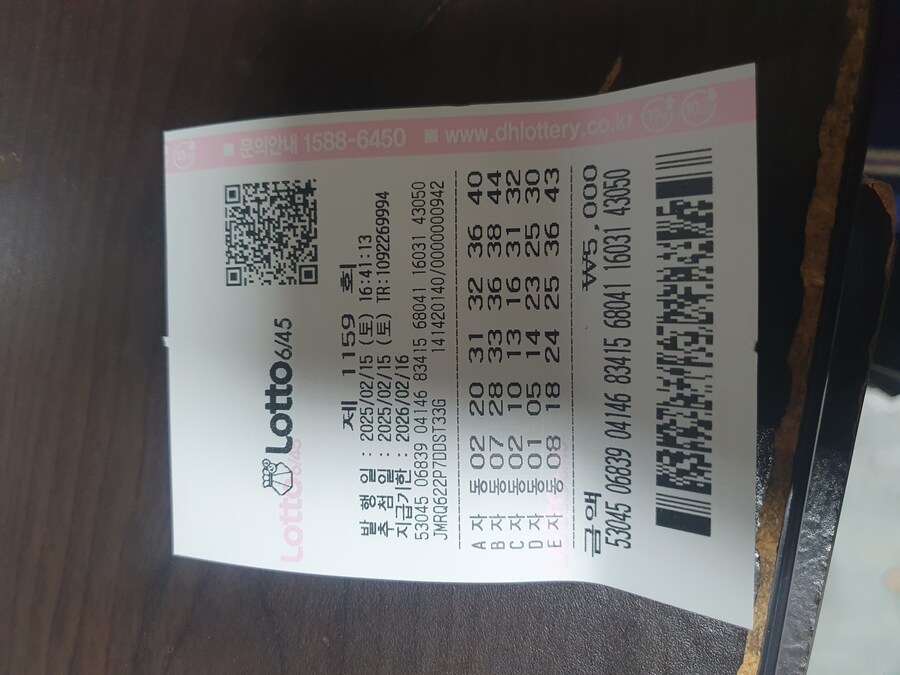 ■ 문의안내 1588-6450 ■ www.dhlottery.co.kr
Lotto 6/45
Lotto 6/45
제 1159 회
발 행 일 : 2025/02/15 (토) 16:41:13
추 첨 일 : 2025/02/15 (토) TR:1092269994
지급기한 : 2026/02/16
53045 06839 04146 83415 68041 16031 43050
JMRQ622P7DDST33G 141420140/0000000942
A 자 동 02 20 31 32 36 40
B 자 동 07 28 33 36 38 44
C 자 동 02 10 13 16 31 32
D 자 동 01 05 14 23 25 30
E 자 동 08 18 24 25 36 43
금액 ₩5,000
53045 06839 04146 83415 68041 16031 43050